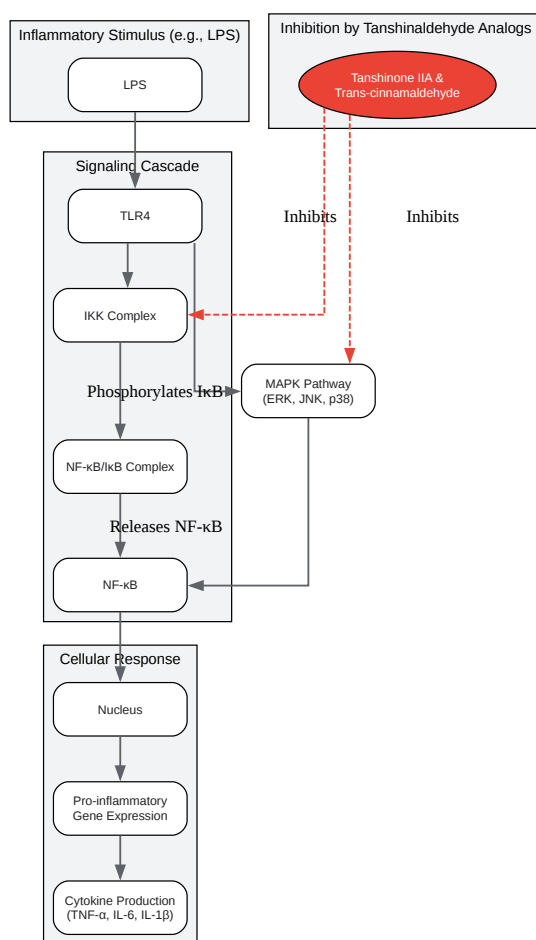 Inflammatory Stimulus (e.g., LPS)
Inhibition by Tanshinaldehyde Analogs
LPS
Tanshinone IIA &
Trans-cinnamaldehyde
Signaling Cascade
TLR4
Inhibits
Inhibits
IKK Complex
Phosphorylates IκB
MAPK Pathway
(ERK, JNK, p38)
NF-κB/IκB Complex
Releases NF-κB
NF-κB
Cellular Response
Nucleus
Pro-inflammatory
Gene Expression
Cytokine Production
(TNF-α, IL-6, IL-1β)